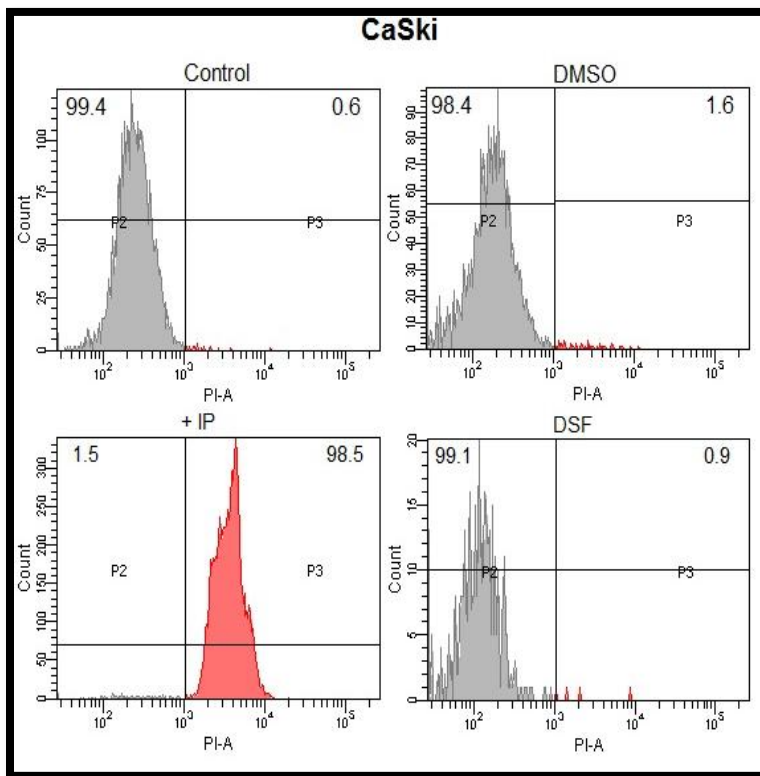 CaSki
Control
99.4 0.6
100
75
50
25
0
Count
P2 P3
10² 10³ 10⁴ 10⁵
PI-A
DMSO
98.4 1.6
90
80
70
60
50
40
30
20
10
0
Count
P2 P3
10² 10³ 10⁴ 10⁵
PI-A
+ IP
1.5 98.5
300
250
200
150
100
50
0
Count
P2 P3
10² 10³ 10⁴ 10⁵
PI-A
DSF
99.1 0.9
20
15
10
5
0
Count
P2 P3
10² 10³ 10⁴ 10⁵
PI-A